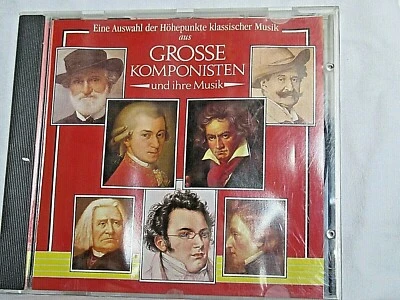 Eine Auswahl der Höhepunkte klassischer Musik
aus
GROSSE
KOMPONISTEN
und ihre Musik